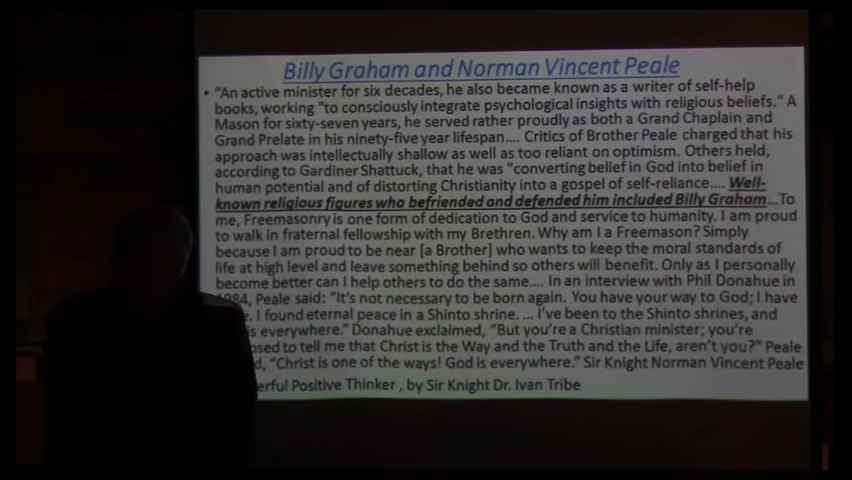 Billy Graham and Norman Vincent Peale
• "An active minister for six decades, he also became known as a writer of self-help
books, working "to consciously integrate psychological insights with religious beliefs." A
Mason for sixty-seven years, he served rather proudly as both a Grand Chaplain and
Grand Prelate in his ninety-five year lifespan.... Critics of Brother Peale charged that his
approach was intellectually shallow as well as too reliant on optimism. Others held,
according to Gardiner Shattuck, that he was "converting belief in God into belief in
human potential and of distorting Christianity into a gospel of self-reliance.... Well-
known religious figures who befriended and defended him included Billy Graham...To
me, Freemasonry is one form of dedication to God and service to humanity. I am proud
to walk in fraternal fellowship with my Brethren. Why am I a Freemason? Simply
because I am proud to be near [a Brother] who wants to keep the moral standards of
life at high level and leave something behind so others will benefit. Only as I personally
become better can I help others to do the same.... In an interview with Phil Donahue in
1984, Peale said: "It's not necessary to be born again. You have your way to God; I have
I found eternal peace in a Shinto shrine. ... I've been to the Shinto shrines, and
is everywhere." Donahue exclaimed, "But you're a Christian minister; you're
osed to tell me that Christ is the Way and the Truth and the Life, aren't you?" Peale
d, "Christ is one of the ways! God is everywhere." Sir Knight Norman Vincent Peale
erful Positive Thinker , by Sir Knight Dr. Ivan Tribe